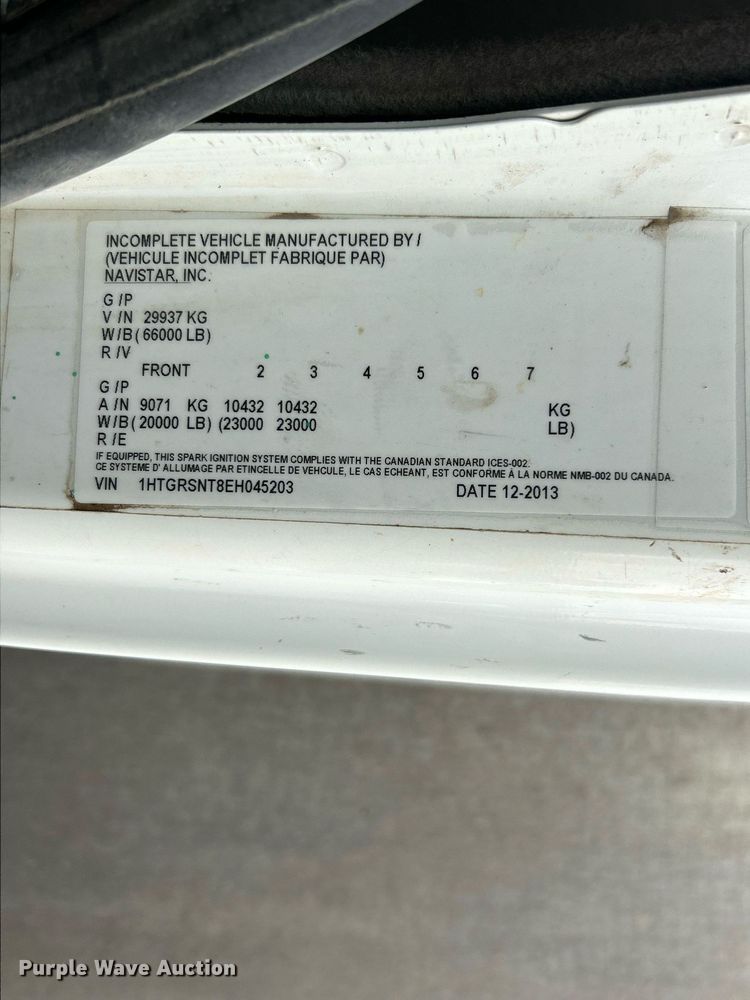 INCOMPLETE VEHICLE MANUFACTURED BY /
(VEHICULE INCOMPLET FABRIQUE PAR)
NAVISTAR, INC.
G /P
V /N 29937 KG
W/B (66000 LB)
R /V
FRONT 2 3 4 5 6 7
G /P
A /N 9071 KG 10432 10432 KG
W/B (20000 LB) (23000 23000 LB)
R /E
IF EQUIPPED, THIS SPARK IGNITION SYSTEM COMPLIES WITH THE CANADIAN STANDARD ICES-002.
CE SYSTEME D' ALLUMAGE PAR ETINCELLE DE VEHICULE, LE CAS ECHEANT, EST CONFORME À LA NORME NMB-002 DU CANADA.
VIN 1HTGRSNT8EH045203 DATE 12-2013
Purple Wave Auction